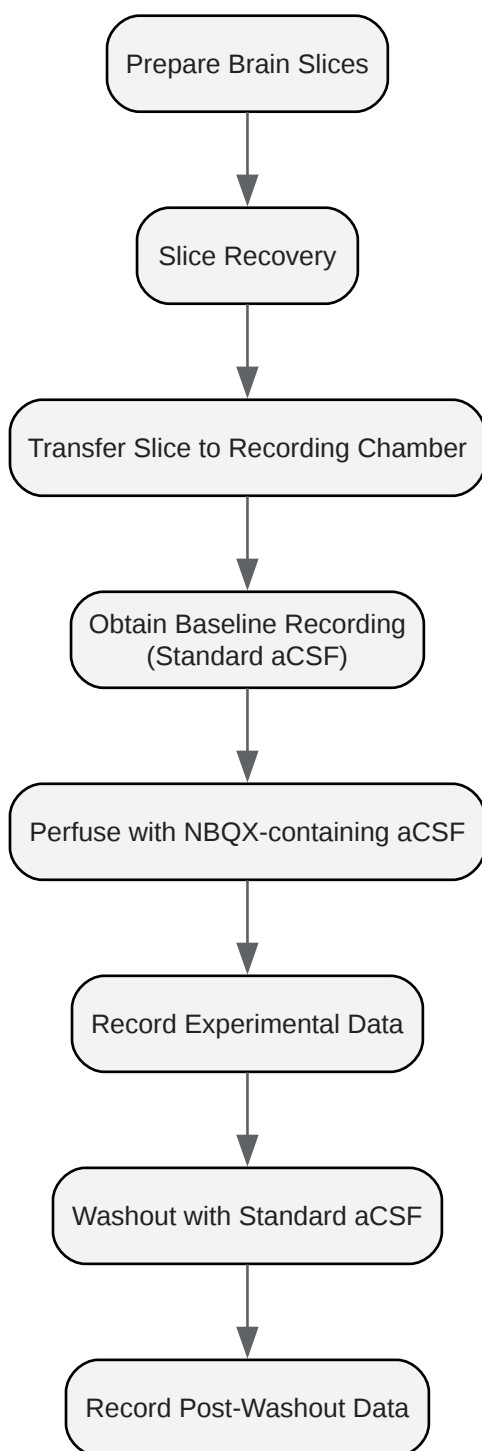 Prepare Brain Slices
Slice Recovery
Transfer Slice to Recording Chamber
Obtain Baseline Recording
(Standard aCSF)
Perfuse with NBQX-containing aCSF
Record Experimental Data
Washout with Standard aCSF
Record Post-Washout Data